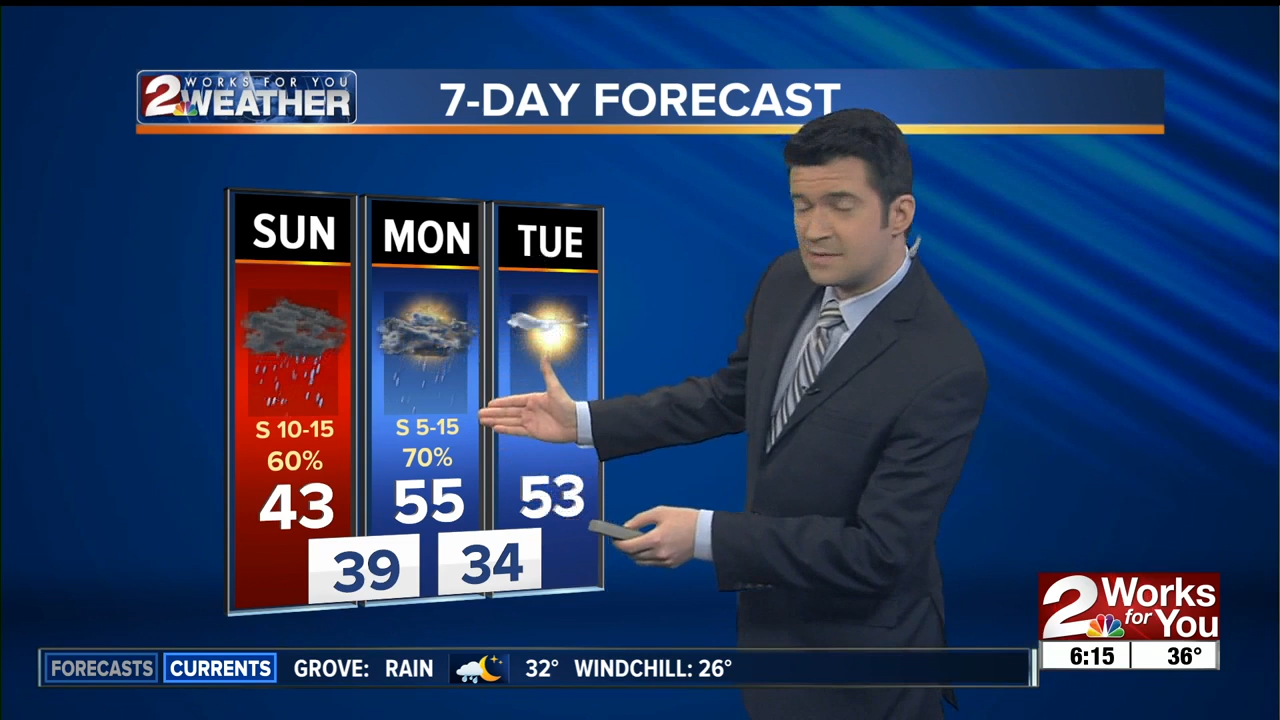 WORKS FOR YOU
2 WEATHER
7-DAY FORECAST
SUN
MON
TUE
S 10-15
S 5-15
60%
70%
43
55
53
39
34
2 Works
for You
6:15
36°
FORECASTS
CURRENTS
GROVE: RAIN
32° WINDCHILL: 26°